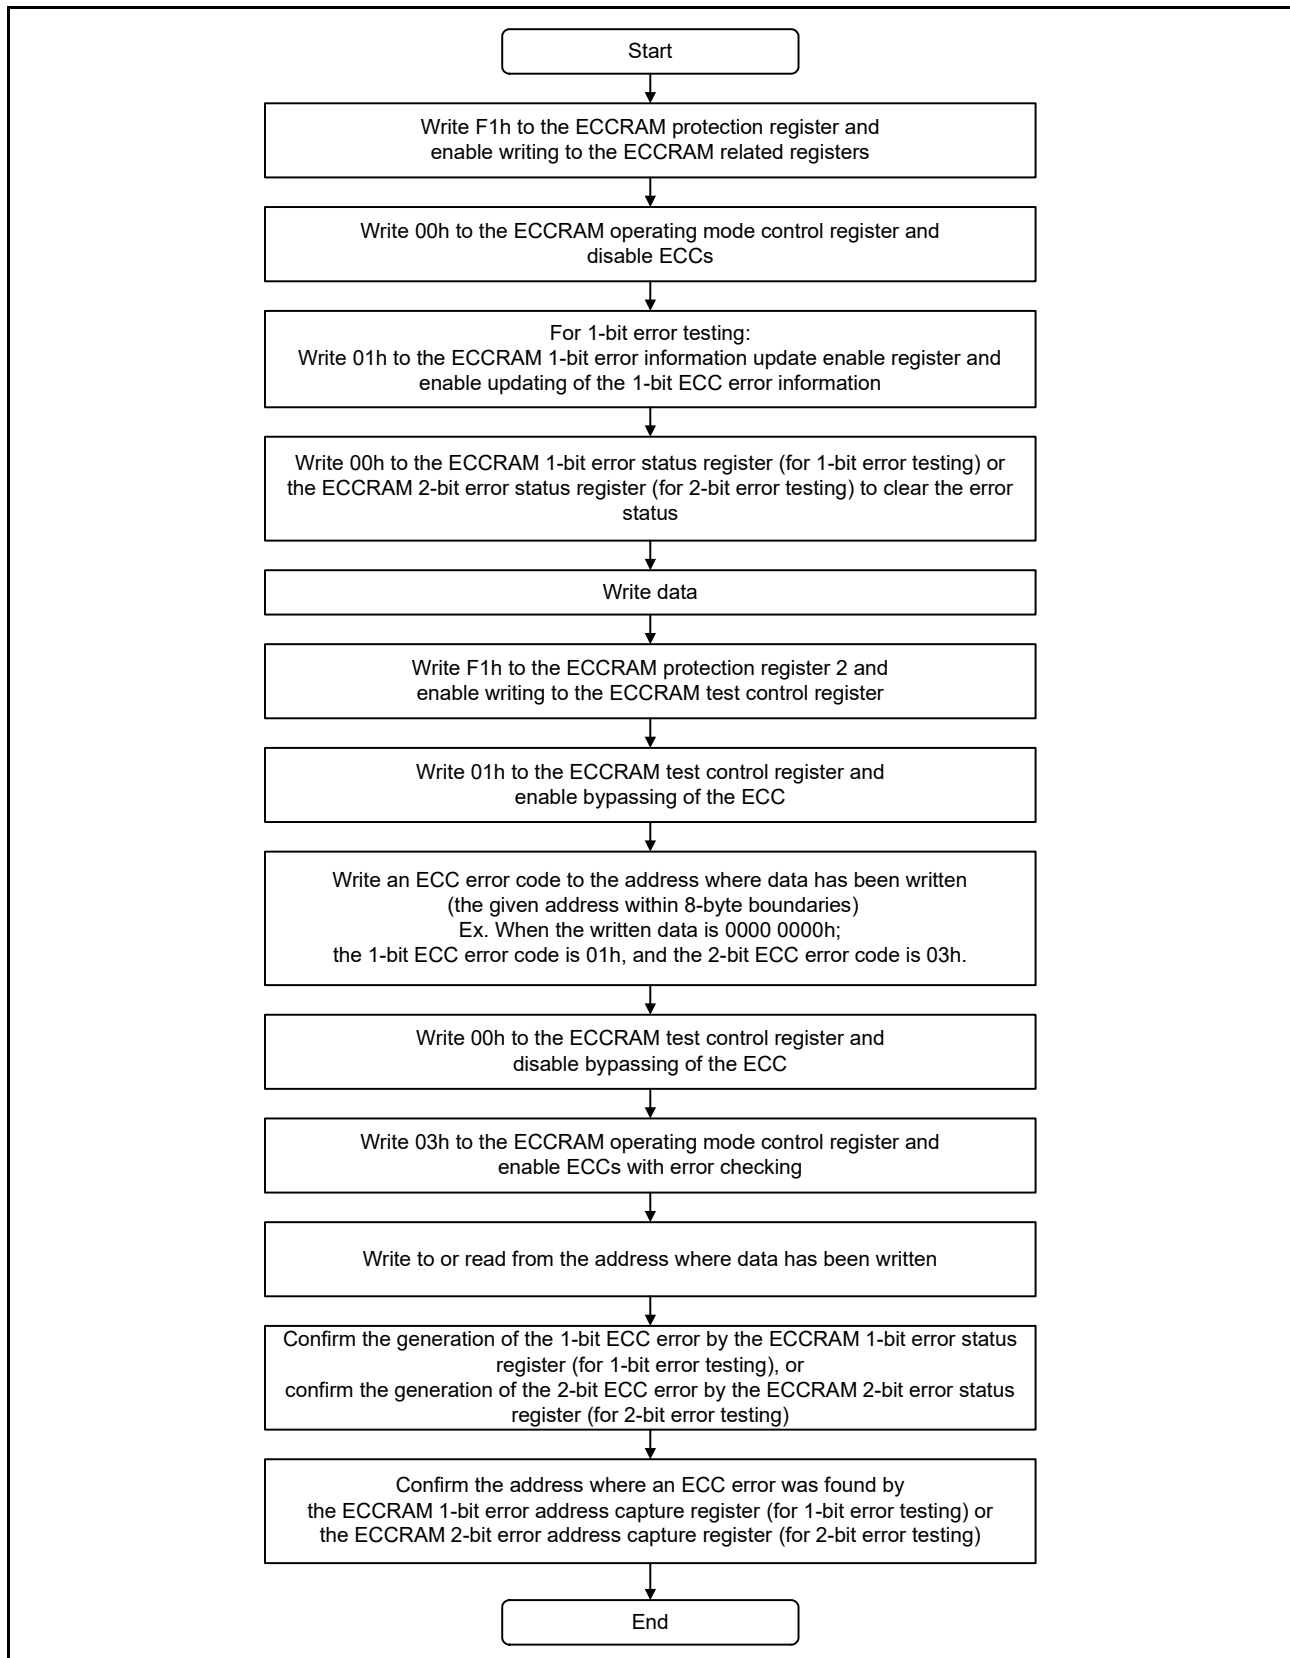 Start
Write F1h to the ECCRAM protection register and
enable writing to the ECCRAM related registers
Write 00h to the ECCRAM operating mode control register and
disable ECCs
For 1-bit error testing:
Write 01h to the ECCRAM 1-bit error information update enable register and
enable updating of the 1-bit ECC error information
Write 00h to the ECCRAM 1-bit error status register (for 1-bit error testing) or
the ECCRAM 2-bit error status register (for 2-bit error testing) to clear the error
status
Write data
Write F1h to the ECCRAM protection register 2 and
enable writing to the ECCRAM test control register
Write 01h to the ECCRAM test control register and
enable bypassing of the ECC
Write an ECC error code to the address where data has been written
(the given address within 8-byte boundaries)
Ex. When the written data is 0000 0000h;
the 1-bit ECC error code is 01h, and the 2-bit ECC error code is 03h.
Write 00h to the ECCRAM test control register and
disable bypassing of the ECC
Write 03h to the ECCRAM operating mode control register and
enable ECCs with error checking
Write to or read from the address where data has been written
Confirm the generation of the 1-bit ECC error by the ECCRAM 1-bit error status
register (for 1-bit error testing), or
confirm the generation of the 2-bit ECC error by the ECCRAM 2-bit error status
register (for 2-bit error testing)
Confirm the address where an ECC error was found by
the ECCRAM 1-bit error address capture register (for 1-bit error testing) or
the ECCRAM 2-bit error address capture register (for 2-bit error testing)
End